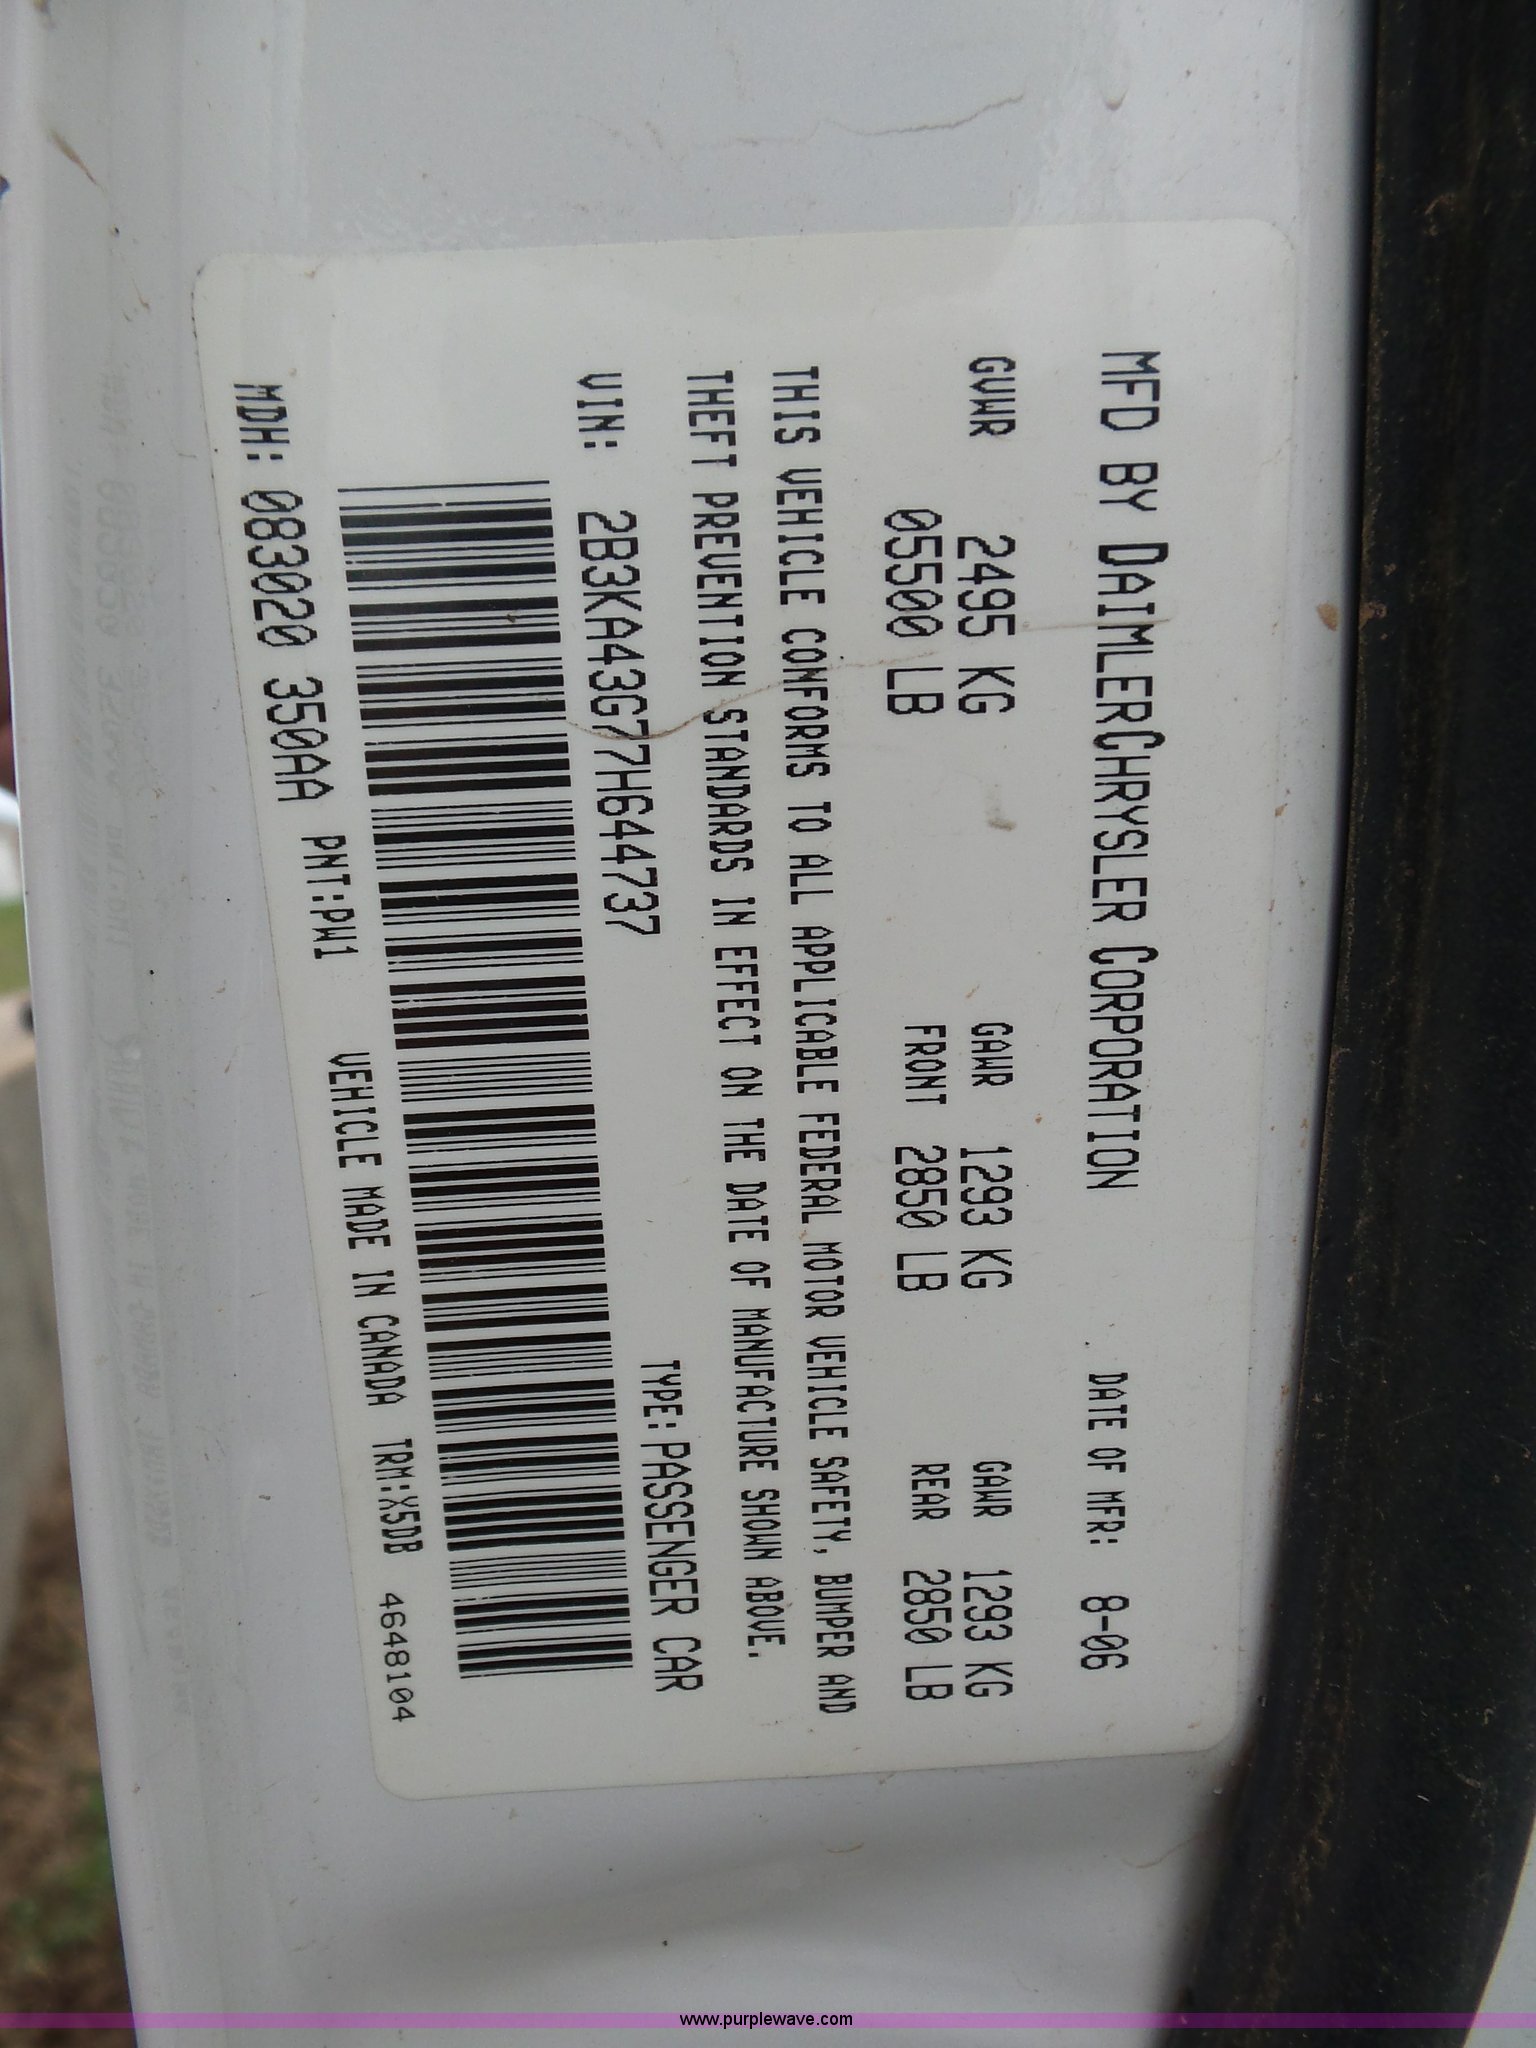 MFD BY DAIMLERCHRYSLER CORPORATION DATE OF MFR: 8-06
GVWR 2495 KG GAWR 1293 KG GAWR 1293 KG
05500 LB FRONT 2850 LB REAR 2850 LB
THIS VEHICLE CONFORMS TO ALL APPLICABLE FEDERAL MOTOR VEHICLE SAFETY, BUMPER AND
THEFT PREVENTION STANDARDS IN EFFECT ON THE DATE OF MANUFACTURE SHOWN ABOVE.
VIN: 2B3KA43G77H644737 TYPE: PASSENGER CAR
MDH: 083020 350AA PNT:PW1 VEHICLE MADE IN CANADA TRM:X5DB 4648104
www.purplewave.com